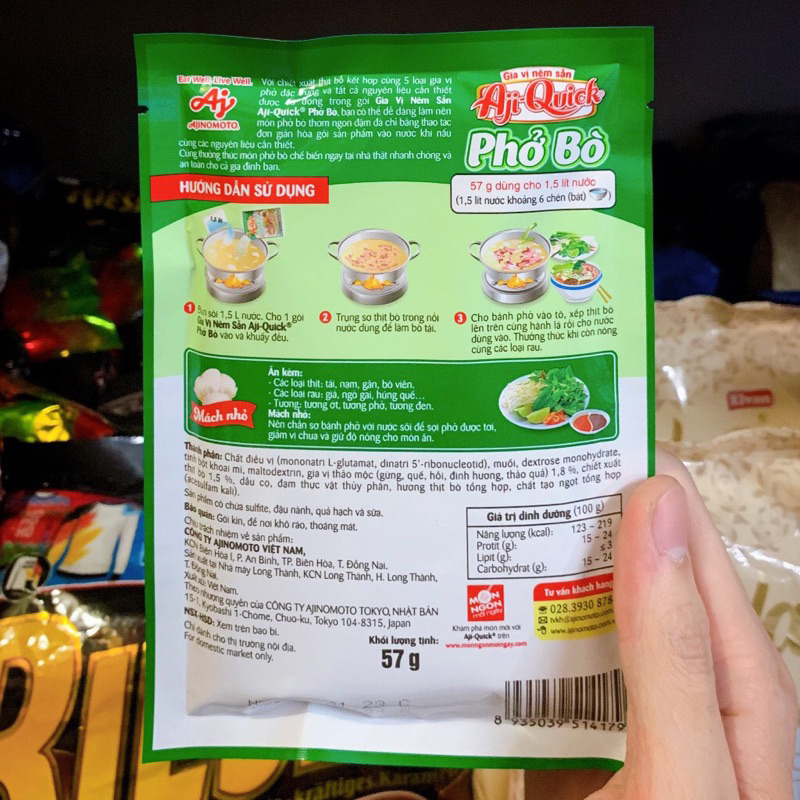 Eat Well, Live Well.
Aj
AJINOMOTO.
Với chiết xuất thịt bò kết hợp cùng 5 loại gia vị
phở đặc trưng và tất cả nguyên liệu cần thiết
được đóng trong gói Gia Vị Nêm Sẵn
Aji-Quick® Phở Bò, bạn có thể dễ dàng làm nên
món phở bò thơm ngon đậm đà chỉ bằng thao tác
đơn giản hòa gói sản phẩm vào nước khi nấu
cùng các nguyên liệu cần thiết.
Cùng thưởng thức món phở bò chế biến ngay tại nhà thật nhanh chóng và
an toàn cho cả gia đình bạn.
Gia vị nêm sẵn
Aji-Quick®
Phở Bò
57 g dùng cho 1,5 lít nước
(1,5 lít nước khoảng 6 chén (bát))
HƯỚNG DẪN SỬ DỤNG
1,5 lít
1 Đun sôi 1,5 L nước. Cho 1 gói
Gia Vị Nêm Sẵn Aji-Quick®
Phở Bò vào và khuấy đều.
2 Trụng sơ thịt bò trong nồi
nước dùng để làm bò tái.
3 Cho bánh phở vào tô, xếp thịt bò
lên trên cùng hành lá rồi cho nước
dùng vào. Thưởng thức khi còn nóng
cùng các loại rau.
Mách nhỏ
Ăn kèm:
- Các loại thịt: tái, nạm, gân, bò viên.
- Các loại rau: giá, ngò gai, húng quế...
- Tương: tương ớt, tương phở, tương đen.
Mách nhỏ:
Nên chần sơ bánh phở với nước sôi để sợi phở được tơi,
giảm vị chua và giữ độ nóng cho món ăn.
Thành phần: Chất điều vị (mononatri L-glutamat, dinatri 5'-ribonucleotid), muối, dextrose monohydrate,
tinh bột khoai mì, maltodextrin, gia vị thảo mộc (gừng, quế, hồi, đinh hương, thảo quả) 1,8 %, chiết xuất
thịt bò 1,5 %, dầu cọ, đạm thực vật thủy phân, hương thịt bò tổng hợp, chất tạo ngọt tổng hợp
(acesulfam kali).
Sản phẩm có chứa sulfite, đậu nành, quả hạch và sữa.
Bảo quản: Gói kín, để nơi khô ráo, thoáng mát.
Chịu trách nhiệm về sản phẩm:
CÔNG TY AJINOMOTO VIỆT NAM,
KCN Biên Hòa I, P. An Bình, TP. Biên Hòa, T. Đồng Nai.
Sản xuất tại Nhà máy Long Thành, KCN Long Thành, H. Long Thành,
T. Đồng Nai.
Xuất xứ: Việt Nam.
Theo nhượng quyền của CÔNG TY AJINOMOTO TOKYO, NHẬT BẢN
15-1, Kyobashi 1-Chome, Chuo-ku, Tokyo 104-8315, Japan
NSX-HSD: Xem trên bao bì.
Chỉ dành cho thị trường nội địa.
For domestic market only.
Khối lượng tịnh:
57 g
Giá trị dinh dưỡng (100 g)
Năng lượng (kcal): 123 ~ 219
Protit (g): 15 ~ 24
Lipit (g): ≤ 3
Carbohydrat (g): 15 ~ 24
MÓN
NGON
mỗi ngày
Khám phá món mới với
Aji-Quick® trên
www.monngonmoingay.com
Tư vấn khách hàng
028.3930 878
tvkh@ajinomoto.com
www.ajinomoto.com.v
8 935039 514179
Elvan
kräftiges Karamel